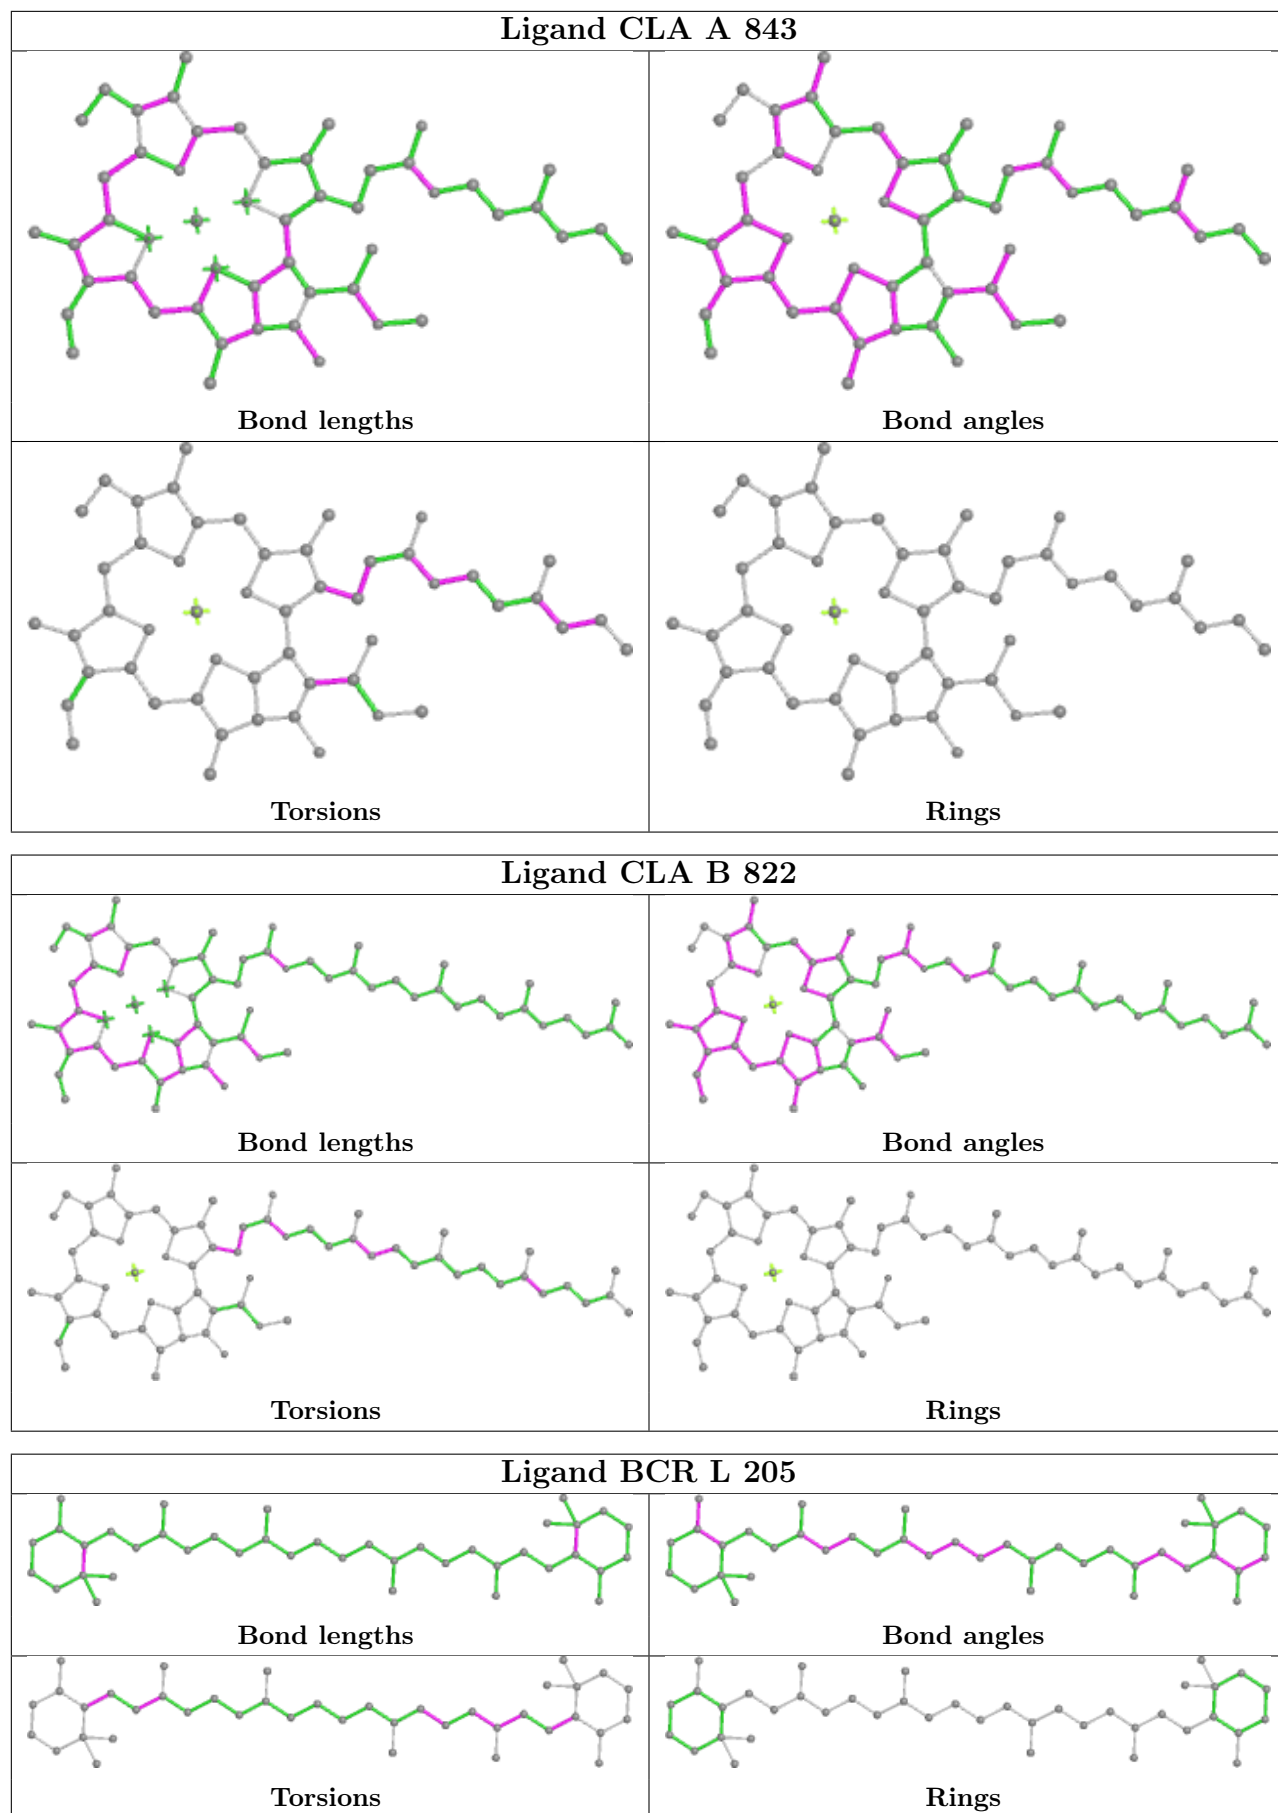 Ligand CLA A 843
Bond lengths
Bond angles
Torsions
Rings
Ligand CLA B 822
Bond lengths
Bond angles
Torsions
Rings
Ligand BCR L 205
Bond lengths
Bond angles
Torsions
Rings